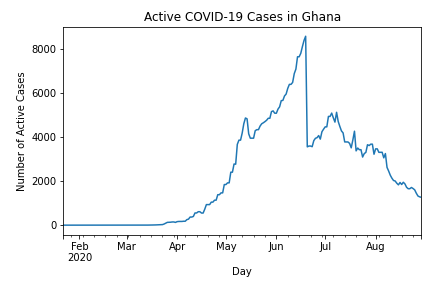 Active COVID-19 Cases in Ghana
Number of Active Cases
8000
6000
4000
2000
0
Feb Mar Apr May Jun Jul Aug
2020
Day